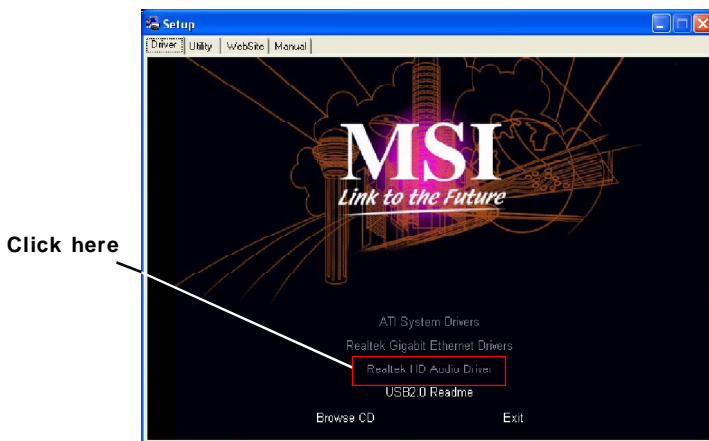 Setup
Driver Utility WebSite Manual
MSI
Link to the Future
Click here
ATI System Drivers
Realtek Gigabit Ethernet Drivers
Realtek HD Audio Driver
USB2.0 Readme
Browse CD Exit